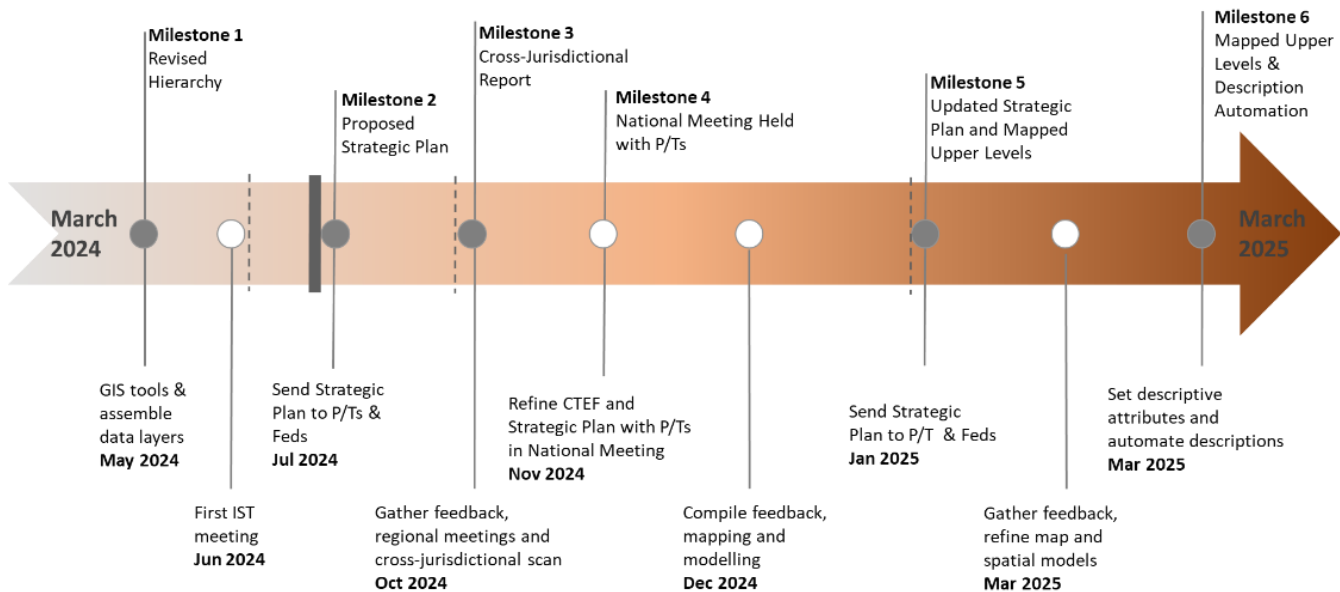 Milestone 1
Revised
Hierarchy
Milestone 2
Proposed
Strategic Plan
Milestone 3
Cross-Jurisdictional
Report
Milestone 4
National Meeting Held
with P/Ts
Milestone 5
Updated Strategic
Plan and Mapped
Upper Levels
Milestone 6
Mapped Upper
Levels &
Description
Automation
March
2024
March
2025
GIS tools &
assemble
data layers
May 2024
First IST
meeting
Jun 2024
Send Strategic
Plan to P/Ts &
Feds
Jul 2024
Gather feedback,
regional meetings and
cross-jurisdictional scan
Oct 2024
Refine CTEF and
Strategic Plan with P/Ts
in National Meeting
Nov 2024
Compile feedback,
mapping and
modelling
Dec 2024
Send Strategic
Plan to P/T & Feds
Jan 2025
Gather feedback,
refine map and
spatial models
Mar 2025
Set descriptive
attributes and
automate descriptions
Mar 2025